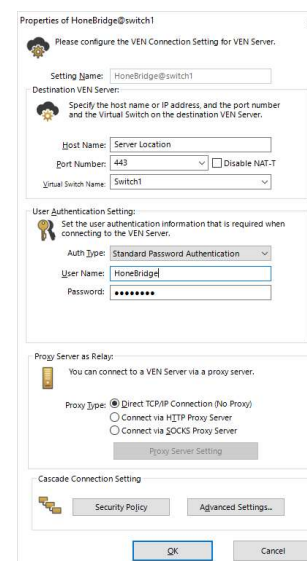 Properties of HoneBridge@switch1
Please configure the VEN Connection Setting for VEN Server.
Setting Name: HoneBridge@switch1
Destination VEN Server:
Specify the host name or IP address, and the port number
and the Virtual Switch on the destination VEN Server.
Host Name: Server Location
Port Number: 443 Disable NAT-T
Virtual Switch Name: Switch1
User Authentication Setting:
Set the user authentication information that is required when
connecting to the VEN Server.
Auth Type: Standard Password Authentication
User Name: HoneBridge
Password: ●●●●●●●●
Proxy Server as Relay:
You can connect to a VEN Server via a proxy server.
Proxy Type: Direct TCP/IP Connection (No Proxy)
Connect via HTTP Proxy Server
Connect via SOCKS Proxy Server
Proxy Server Setting
Cascade Connection Setting
Security Policy Advanced Settings..
OK Cancel